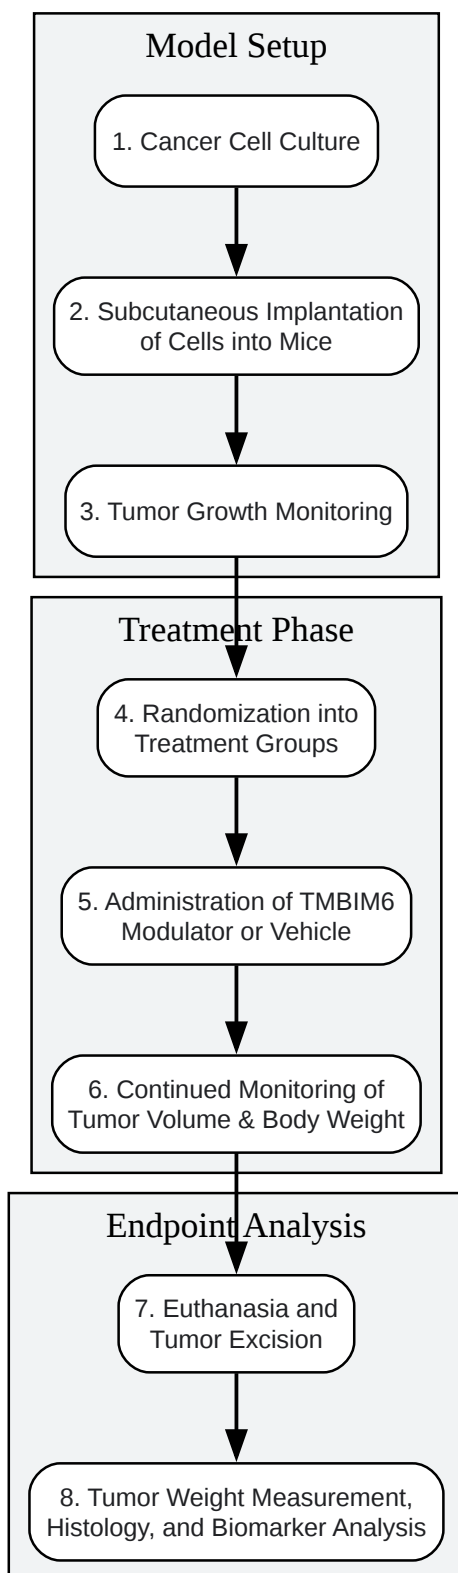 Model Setup
1. Cancer Cell Culture
2. Subcutaneous Implantation
of Cells into Mice
3. Tumor Growth Monitoring
Treatment Phase
4. Randomization into
Treatment Groups
5. Administration of TMBIM6
Modulator or Vehicle
6. Continued Monitoring of
Tumor Volume & Body Weight
Endpoint Analysis
7. Euthanasia and
Tumor Excision
8. Tumor Weight Measurement,
Histology, and Biomarker Analysis